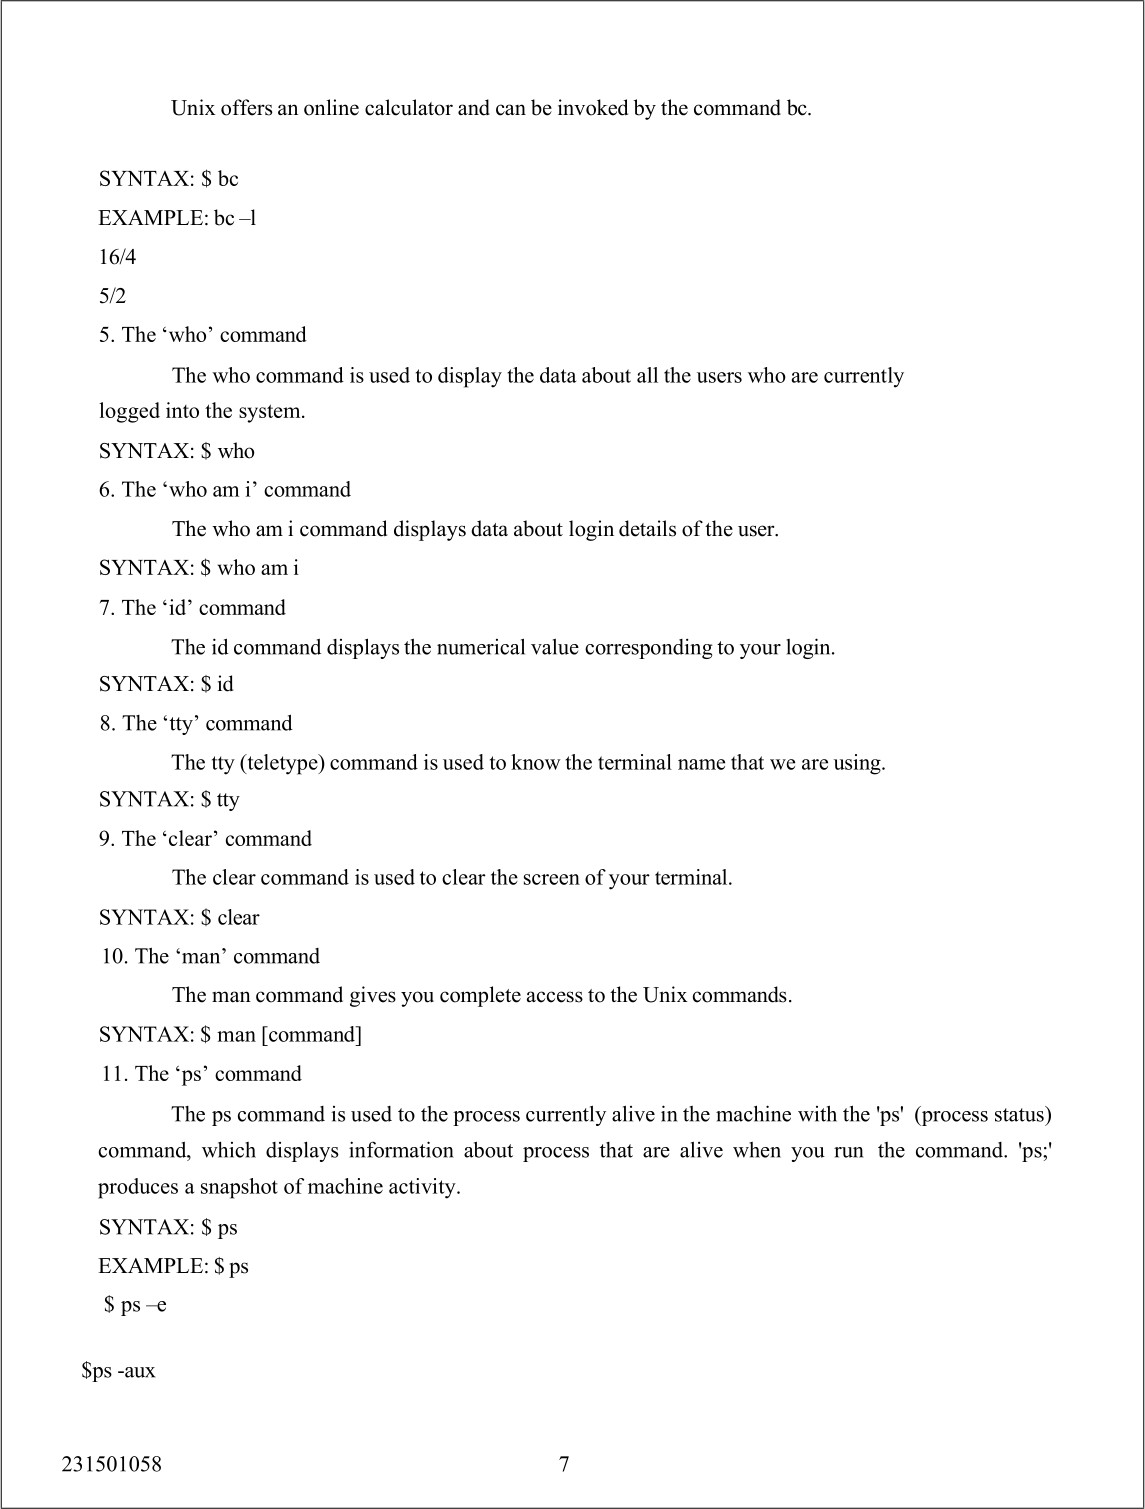 Unix offers an online calculator and can be invoked by the command bc.
SYNTAX: $ bc
EXAMPLE: bc –l
16/4
5/2
5. The ‘who’ command
The who command is used to display the data about all the users who are currently
logged into the system.
SYNTAX: $ who
6. The ‘who am i’ command
The who am i command displays data about login details of the user.
SYNTAX: $ who am i
7. The ‘id’ command
The id command displays the numerical value corresponding to your login.
SYNTAX: $ id
8. The ‘tty’ command
The tty (teletype) command is used to know the terminal name that we are using.
SYNTAX: $ tty
9. The ‘clear’ command
The clear command is used to clear the screen of your terminal.
SYNTAX: $ clear
10. The ‘man’ command
The man command gives you complete access to the Unix commands.
SYNTAX: $ man [command]
11. The ‘ps’ command
The ps command is used to the process currently alive in the machine with the 'ps' (process status)
command, which displays information about process that are alive when you run the command. 'ps;'
produces a snapshot of machine activity.
SYNTAX: $ ps
EXAMPLE: $ ps
$ ps –e
$ps -aux
231501058 7